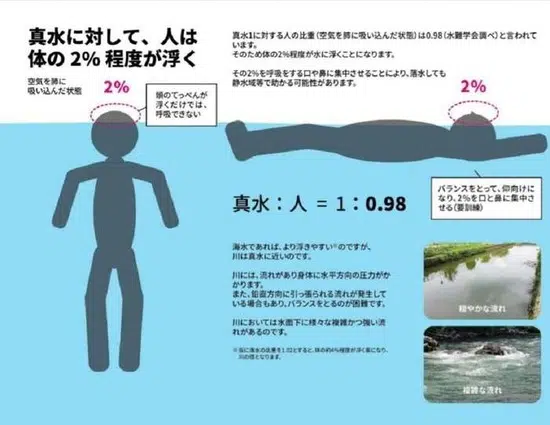 真水に対して、人は
体の 2% 程度が浮く
空気を肺に
吸い込んだ状態
2%
頭のてっぺんが
浮くだけでは、
呼吸できない
真水1に対する人の比重（空気を肺に吸い込んだ状態）は0.98（水難学会調べ）と言われて
います。
そのため体の2%程度が水に浮くことになります。
その2%を呼吸をする口や鼻に集中させることにより、落水しても
静水域等で助かる可能性があります。
2%
バランスをとって、仰向けに
なり、2%を口と鼻に集中さ
せる（要訓練）
真水：人 = 1：0.98
海水であれば、より浮きやすい※のですが、
川は真水に近いのです。
川には、流れがあり身体に水平方向の圧力がか
かります。
また、鉛直方向に引っ張られる流れが発生して
いる場合もあり、バランスをとるのが困難です。
川においては水面下に様々な複雑かつ強い流
れがあるのです。
※仮に海水の比重を1.02とすると、体の約4%程度が浮く事になり、
川の倍となります。
穏やかな流れ
複雑な流れ